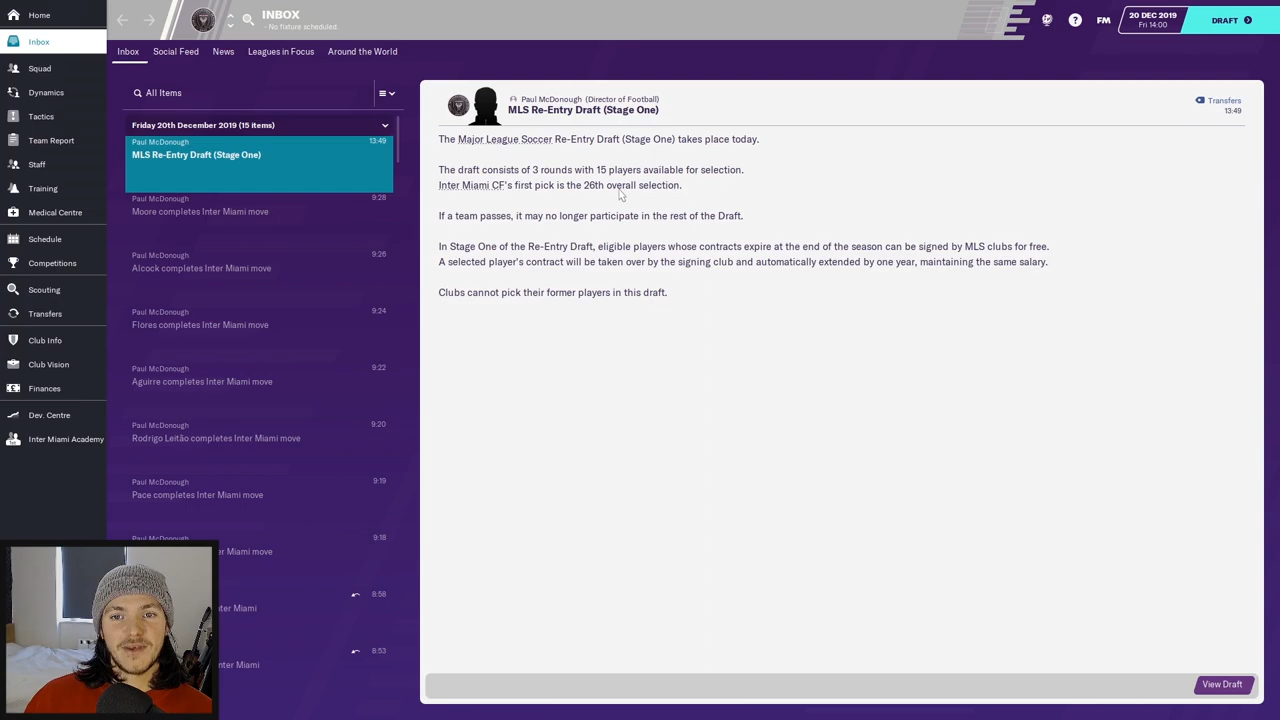 Home
Inbox
Squad
Dynamics
Tactics
Team Report
Staff
Training
Medical Centre
Schedule
Competitions
Scouting
Transfers
Club Info
Club Vision
Finances
Dev. Centre
Inter Miami Academy
INBOX
- No fixture scheduled.
FM
20 DEC 2019
Fri 14:00
DRAFT
Inbox
Social Feed
News
Leagues in Focus
Around the World
All Items
Friday 20th December 2019 (15 items)
Paul McDonough 13:49
MLS Re-Entry Draft (Stage One)
Paul McDonough 9:28
Moore completes Inter Miami move
Paul McDonough 9:26
Alcock completes Inter Miami move
Paul McDonough 9:24
Flores completes Inter Miami move
Paul McDonough 9:22
Aguirre completes Inter Miami move
Paul McDonough 9:20
Rodrigo Leitão completes Inter Miami move
Paul McDonough 9:19
Pace completes Inter Miami move
Paul McDonough 9:18
er Miami move
8:58
nter Miami
8:53
nter Miami
Paul McDonough (Director of Football)
MLS Re-Entry Draft (Stage One)
Transfers
13:49
The Major League Soccer Re-Entry Draft (Stage One) takes place today.
The draft consists of 3 rounds with 15 players available for selection.
Inter Miami CF's first pick is the 26th overall selection.
If a team passes, it may no longer participate in the rest of the Draft.
In Stage One of the Re-Entry Draft, eligible players whose contracts expire at the end of the season can be signed by MLS clubs for free.
A selected player's contract will be taken over by the signing club and automatically extended by one year, maintaining the same salary.
Clubs cannot pick their former players in this draft.
View Draft